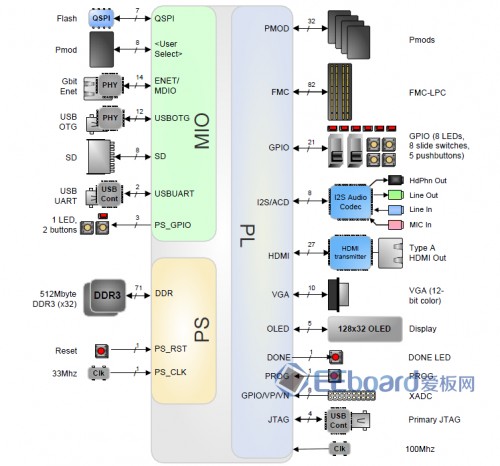 Flash
QSPI
7
QSPI
Pmod
8
<User
Select>
Gbit
Enet
PHY
14
ENET/
MDIO
USB
OTG
PHY
12
USBOTG
SD
8
SD
USB
UART
USB
Cont
2
USBUART
1 LED,
2 buttons
3
PS_GPIO
MIO
512Mbyte
DDR3 (x32)
DDR3
71
DDR
Reset
1
PS_RST
33Mhz
Clk
1
PS_CLK
PS
PL
PMOD
32
Pmods
FMC
82
FMC-LPC
GPIO
21
GPIO (8 LEDs,
8 slide switches,
5 pushbuttons)
I2S/ACD
8
I2S Audio
Codec
HdPhn Out
Line Out
Line In
MIC In
HDMI
27
HDMI
transmitter
Type A
HDMI Out
VGA
10
VGA (12-
bit color)
OLED
5
128x32 OLED
Display
DONE
1
DONE LED
PROG
1
PROG
GPIO/VP/VN
XADC
JTAG
4
USB
Cont
Primary JTAG
Clk
100Mhz
EEboard爱板网